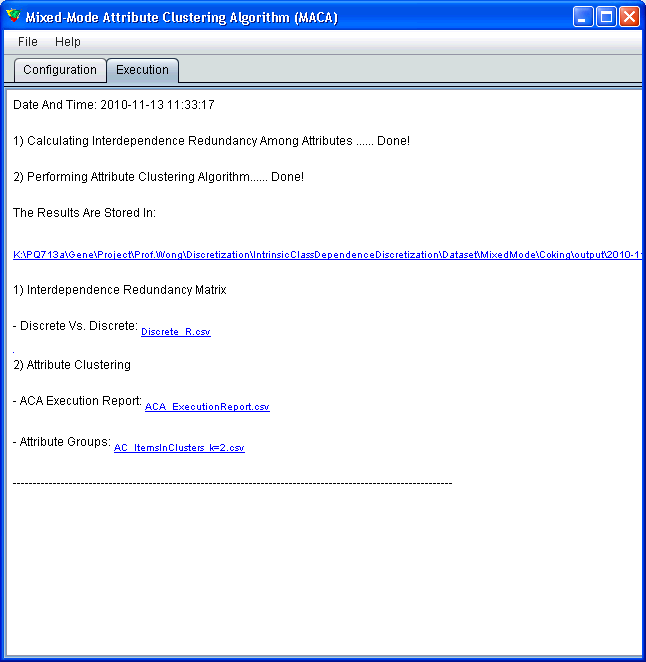 Mixed-Mode Attribute Clustering Algorithm (MACA)
File Help
Configuration Execution
Date And Time: 2010-11-13 11:33:17
1) Calculating Interdependence Redundancy Among Attributes ...... Done!
2) Performing Attribute Clustering Algorithm...... Done!
The Results Are Stored In:
K:\PQ713a\Gene\Project\Prof.Wong\Discretization\IntrinsicClassDependenceDiscretization\Dataset\MixedMode\Coking\output\2010-11
1) Interdependence Redundancy Matrix
- Discrete Vs. Discrete: Discrete_R.csv
.
2) Attribute Clustering
- ACA Execution Report: ACA_ExecutionReport.csv
- Attribute Groups: AC_ItemsInClusters_k=2.csv
--------------------------------------------------------------------------------------------------------------